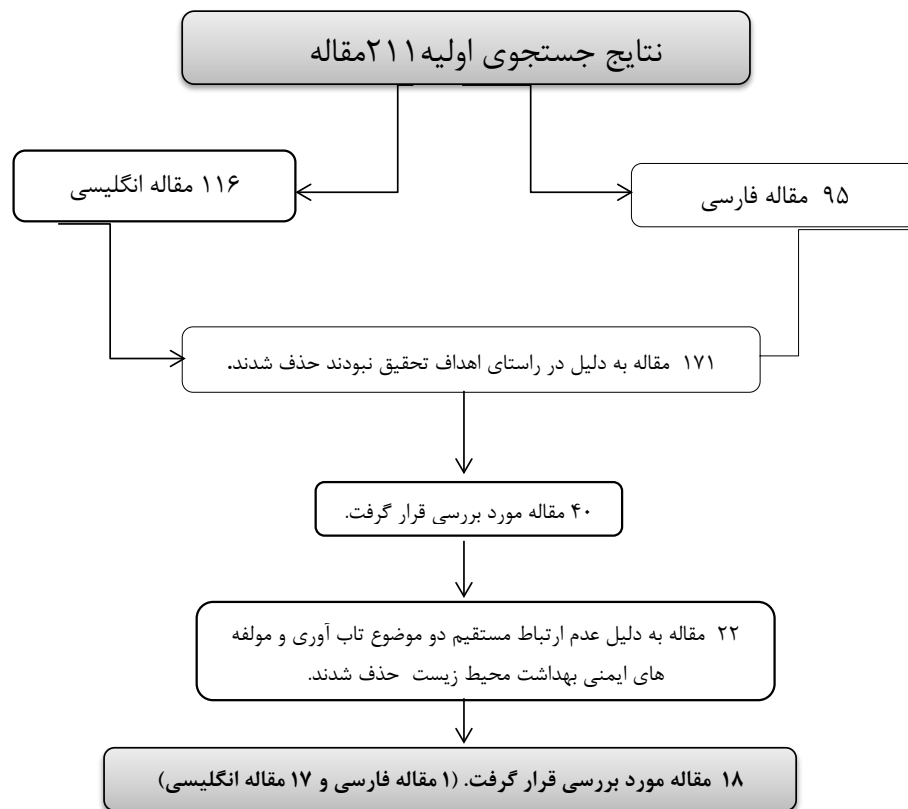 نتایج جستجوی اولیه۲۱۱مقاله
۹۵ مقاله فارسی
۱۱۶ مقاله انگلیسی
۱۷۱ مقاله به دلیل در راستای اهداف تحقیق نبودند حذف شدند.
۴۰ مقاله مورد بررسی قرار گرفت.
۲۲ مقاله به دلیل عدم ارتباط مستقیم دو موضوع تاب آوری و مولفه
های ایمنی بهداشت محیط زیست حذف شدند.
۱۸ مقاله مورد بررسی قرار گرفت. (۱ مقاله فارسی و ۱۷ مقاله انگلیسی)